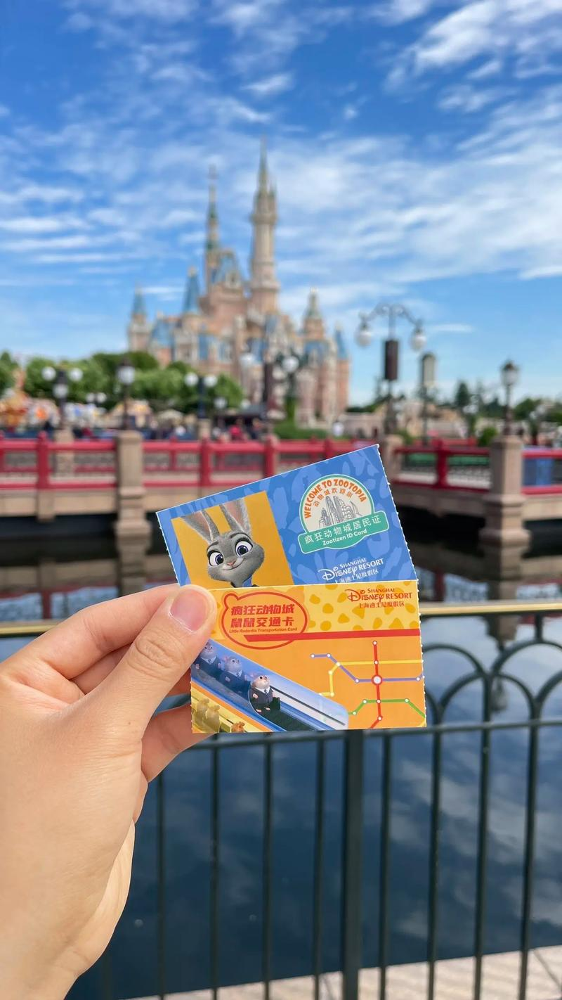 WELCOME TO ZOOTOPIA
动物城欢迎您
疯狂动物城居民证
Zootizen ID Card
SHANGHAI
DISNEY RESORT
上海迪士尼度假区
疯狂动物城
鼠鼠交通卡
Little Rodentia Transportation Card
SHANGHAI
DISNEY RESORT
上海迪士尼度假区